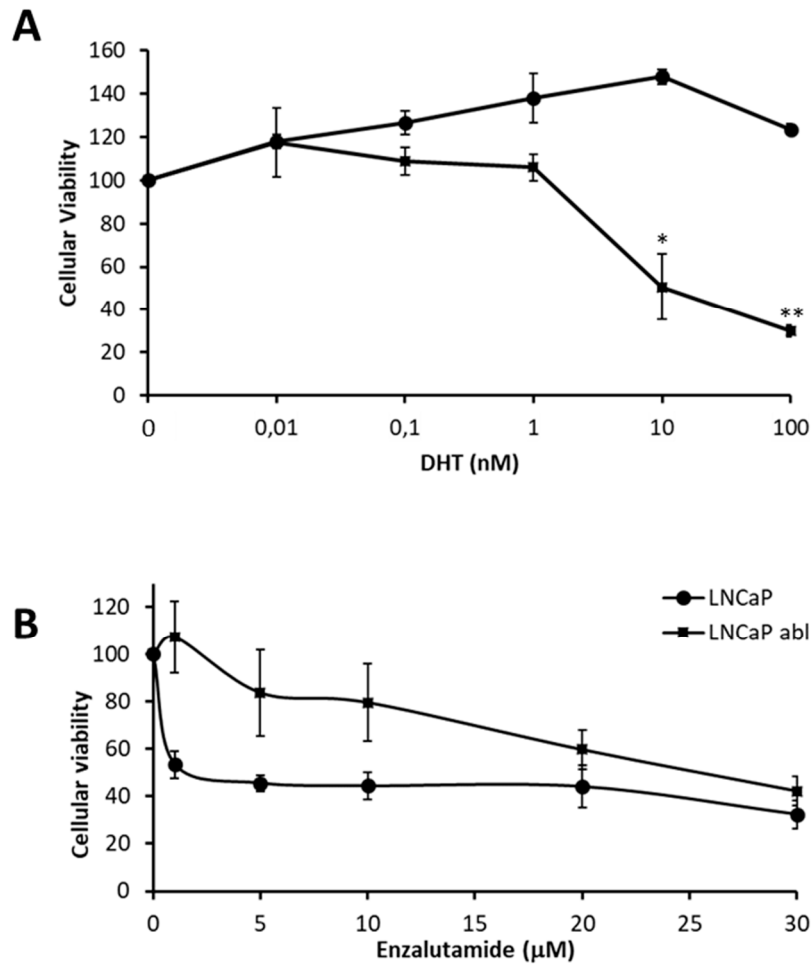 A
160
140
120
100
80
60
40
20
0
Cellular Viability
*
**
0 0,01 0,1 1 10 100
DHT (nM)
B
120
100
80
60
40
20
0
Cellular viability
LNCaP
LNCaP abl
0 5 10 15 20 25 30
Enzalutamide (μM)